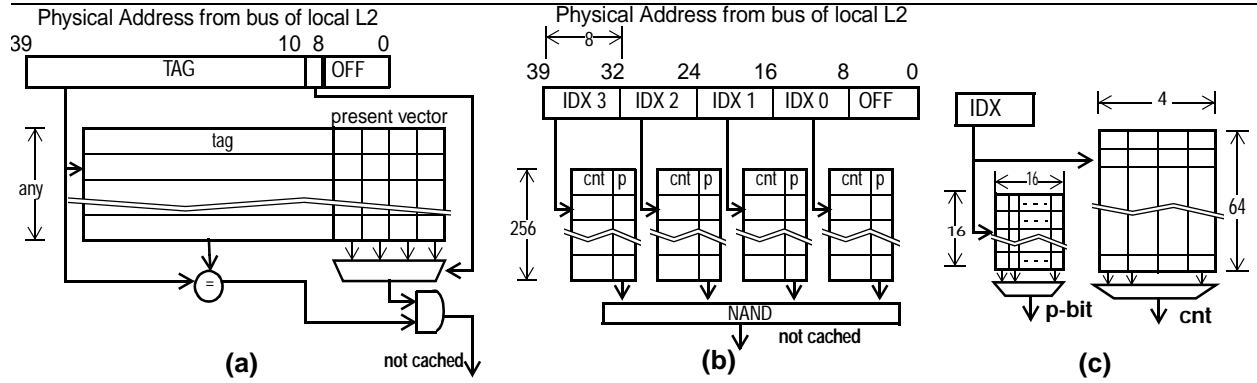 Physical Address from bus of local L2
39 10 8 0
TAG OFF
present vector
tag
any
=
not cached
(a)
Physical Address from bus of local L2
8
39 32 24 16 8 0
IDX 3 IDX 2 IDX 1 IDX 0 OFF
cnt p cnt p cnt p cnt p
256
NAND
not cached
(b)
IDX
4
16
16
64
p-bit
cnt
(c)